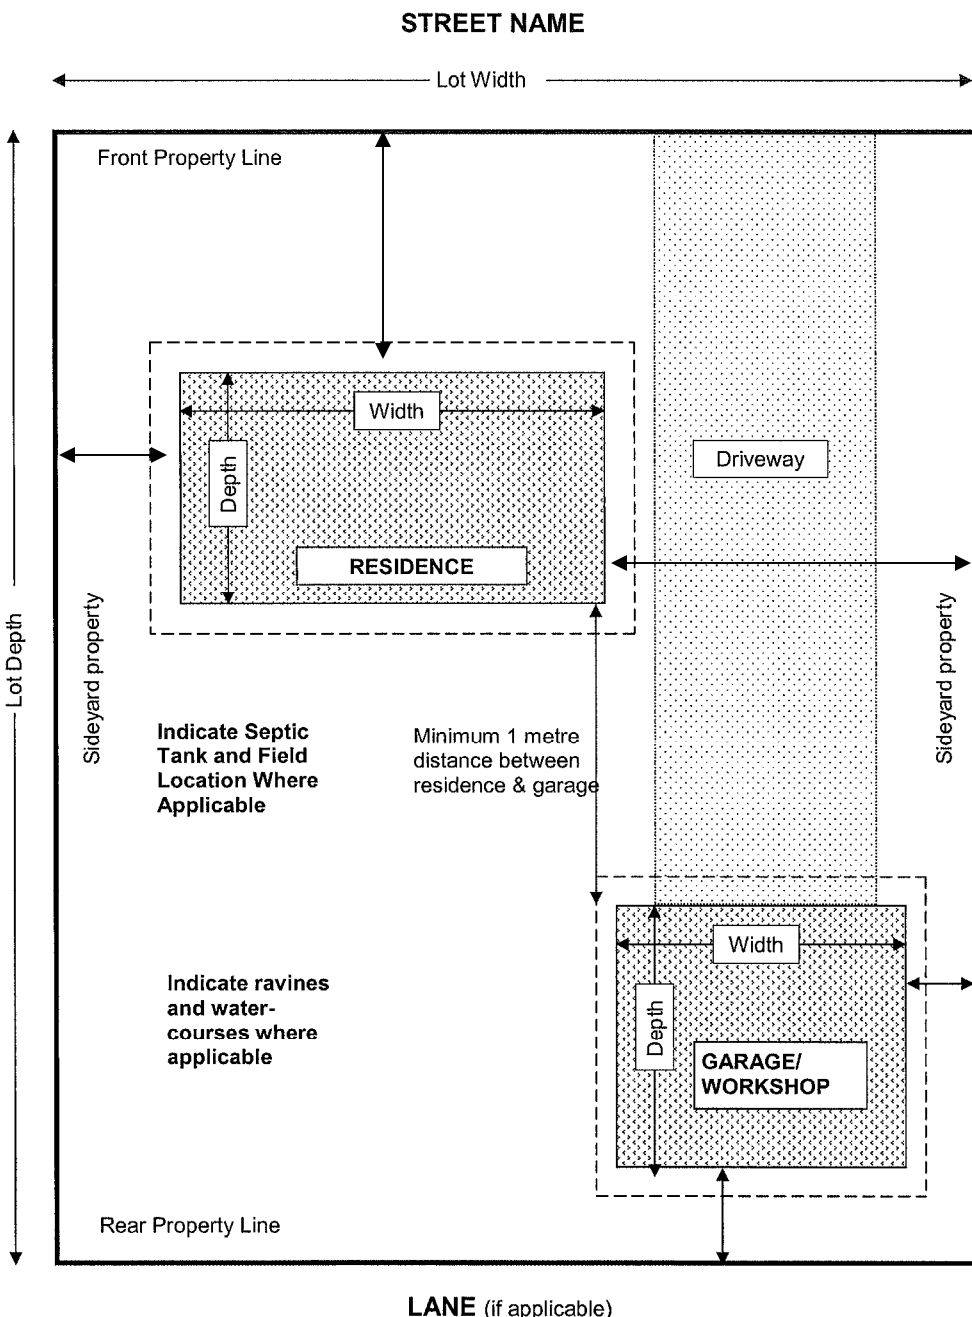 STREET NAME
Lot Width
Front Property Line
Width
Depth
Driveway
RESIDENCE
Lot Depth
Sideyard property
Sideyard property
Indicate Septic
Tank and Field
Location Where
Applicable
Minimum 1 metre
distance between
residence & garage
Width
Depth
Indicate ravines
and water-
courses where
applicable
GARAGE/
WORKSHOP
Rear Property Line
LANE (if applicable)